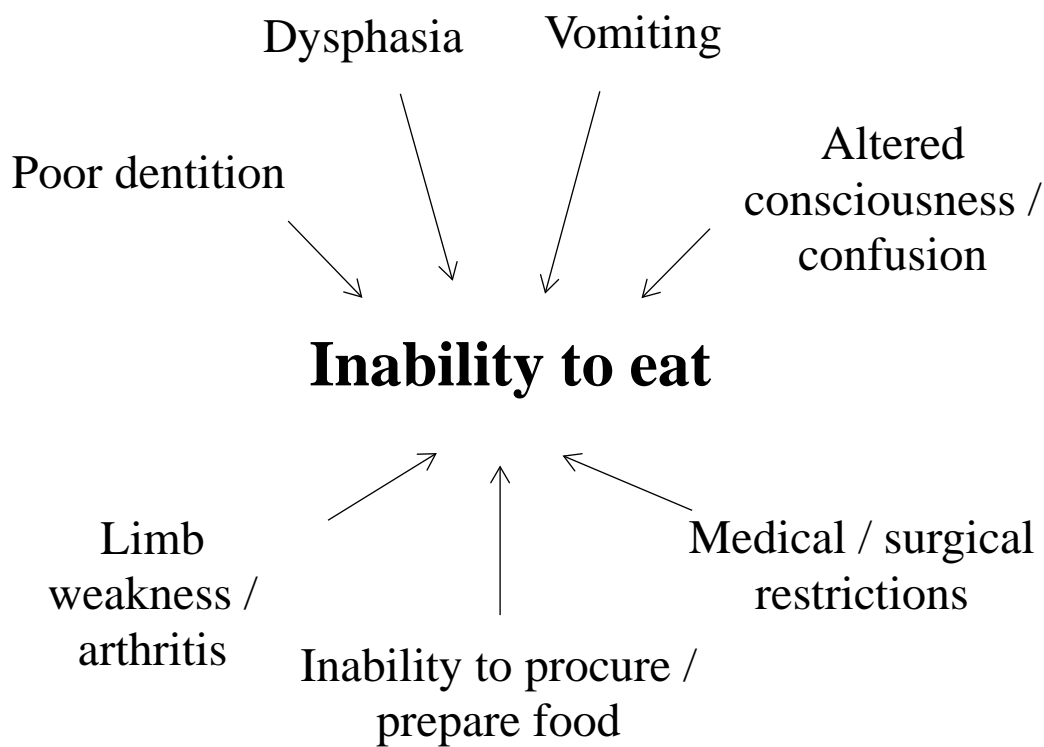 Dysphasia
Vomiting
Poor dentition
Altered
consciousness /
confusion
Inability to eat
Limb
weakness /
arthritis
Inability to procure /
prepare food
Medical / surgical
restrictions